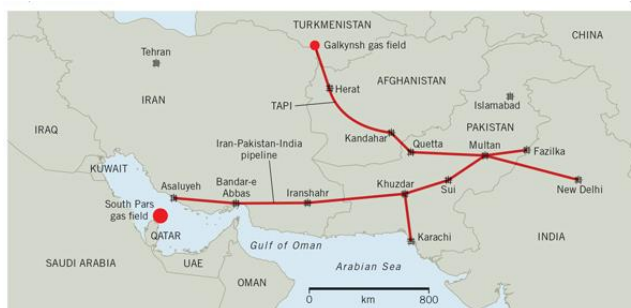 TURKMENISTAN
Galkynsh gas field
CHINA
Tehran
Herat
AFGHANISTAN
Islamabad
IRAN
TAPI
PAKISTAN
Kandahar
IRAQ
Quetta
Multan
Fazilka
Iran-Pakistan-India
pipeline
KUWAIT
Asaluyeh
Bandar-e
Abbas
Iranshahr
Khuzdar
Sui
New Delhi
South Pars
gas field
QATAR
Gulf of Oman
Karachi
INDIA
SAUDI ARABIA
UAE
OMAN
Arabian Sea
0 km 800